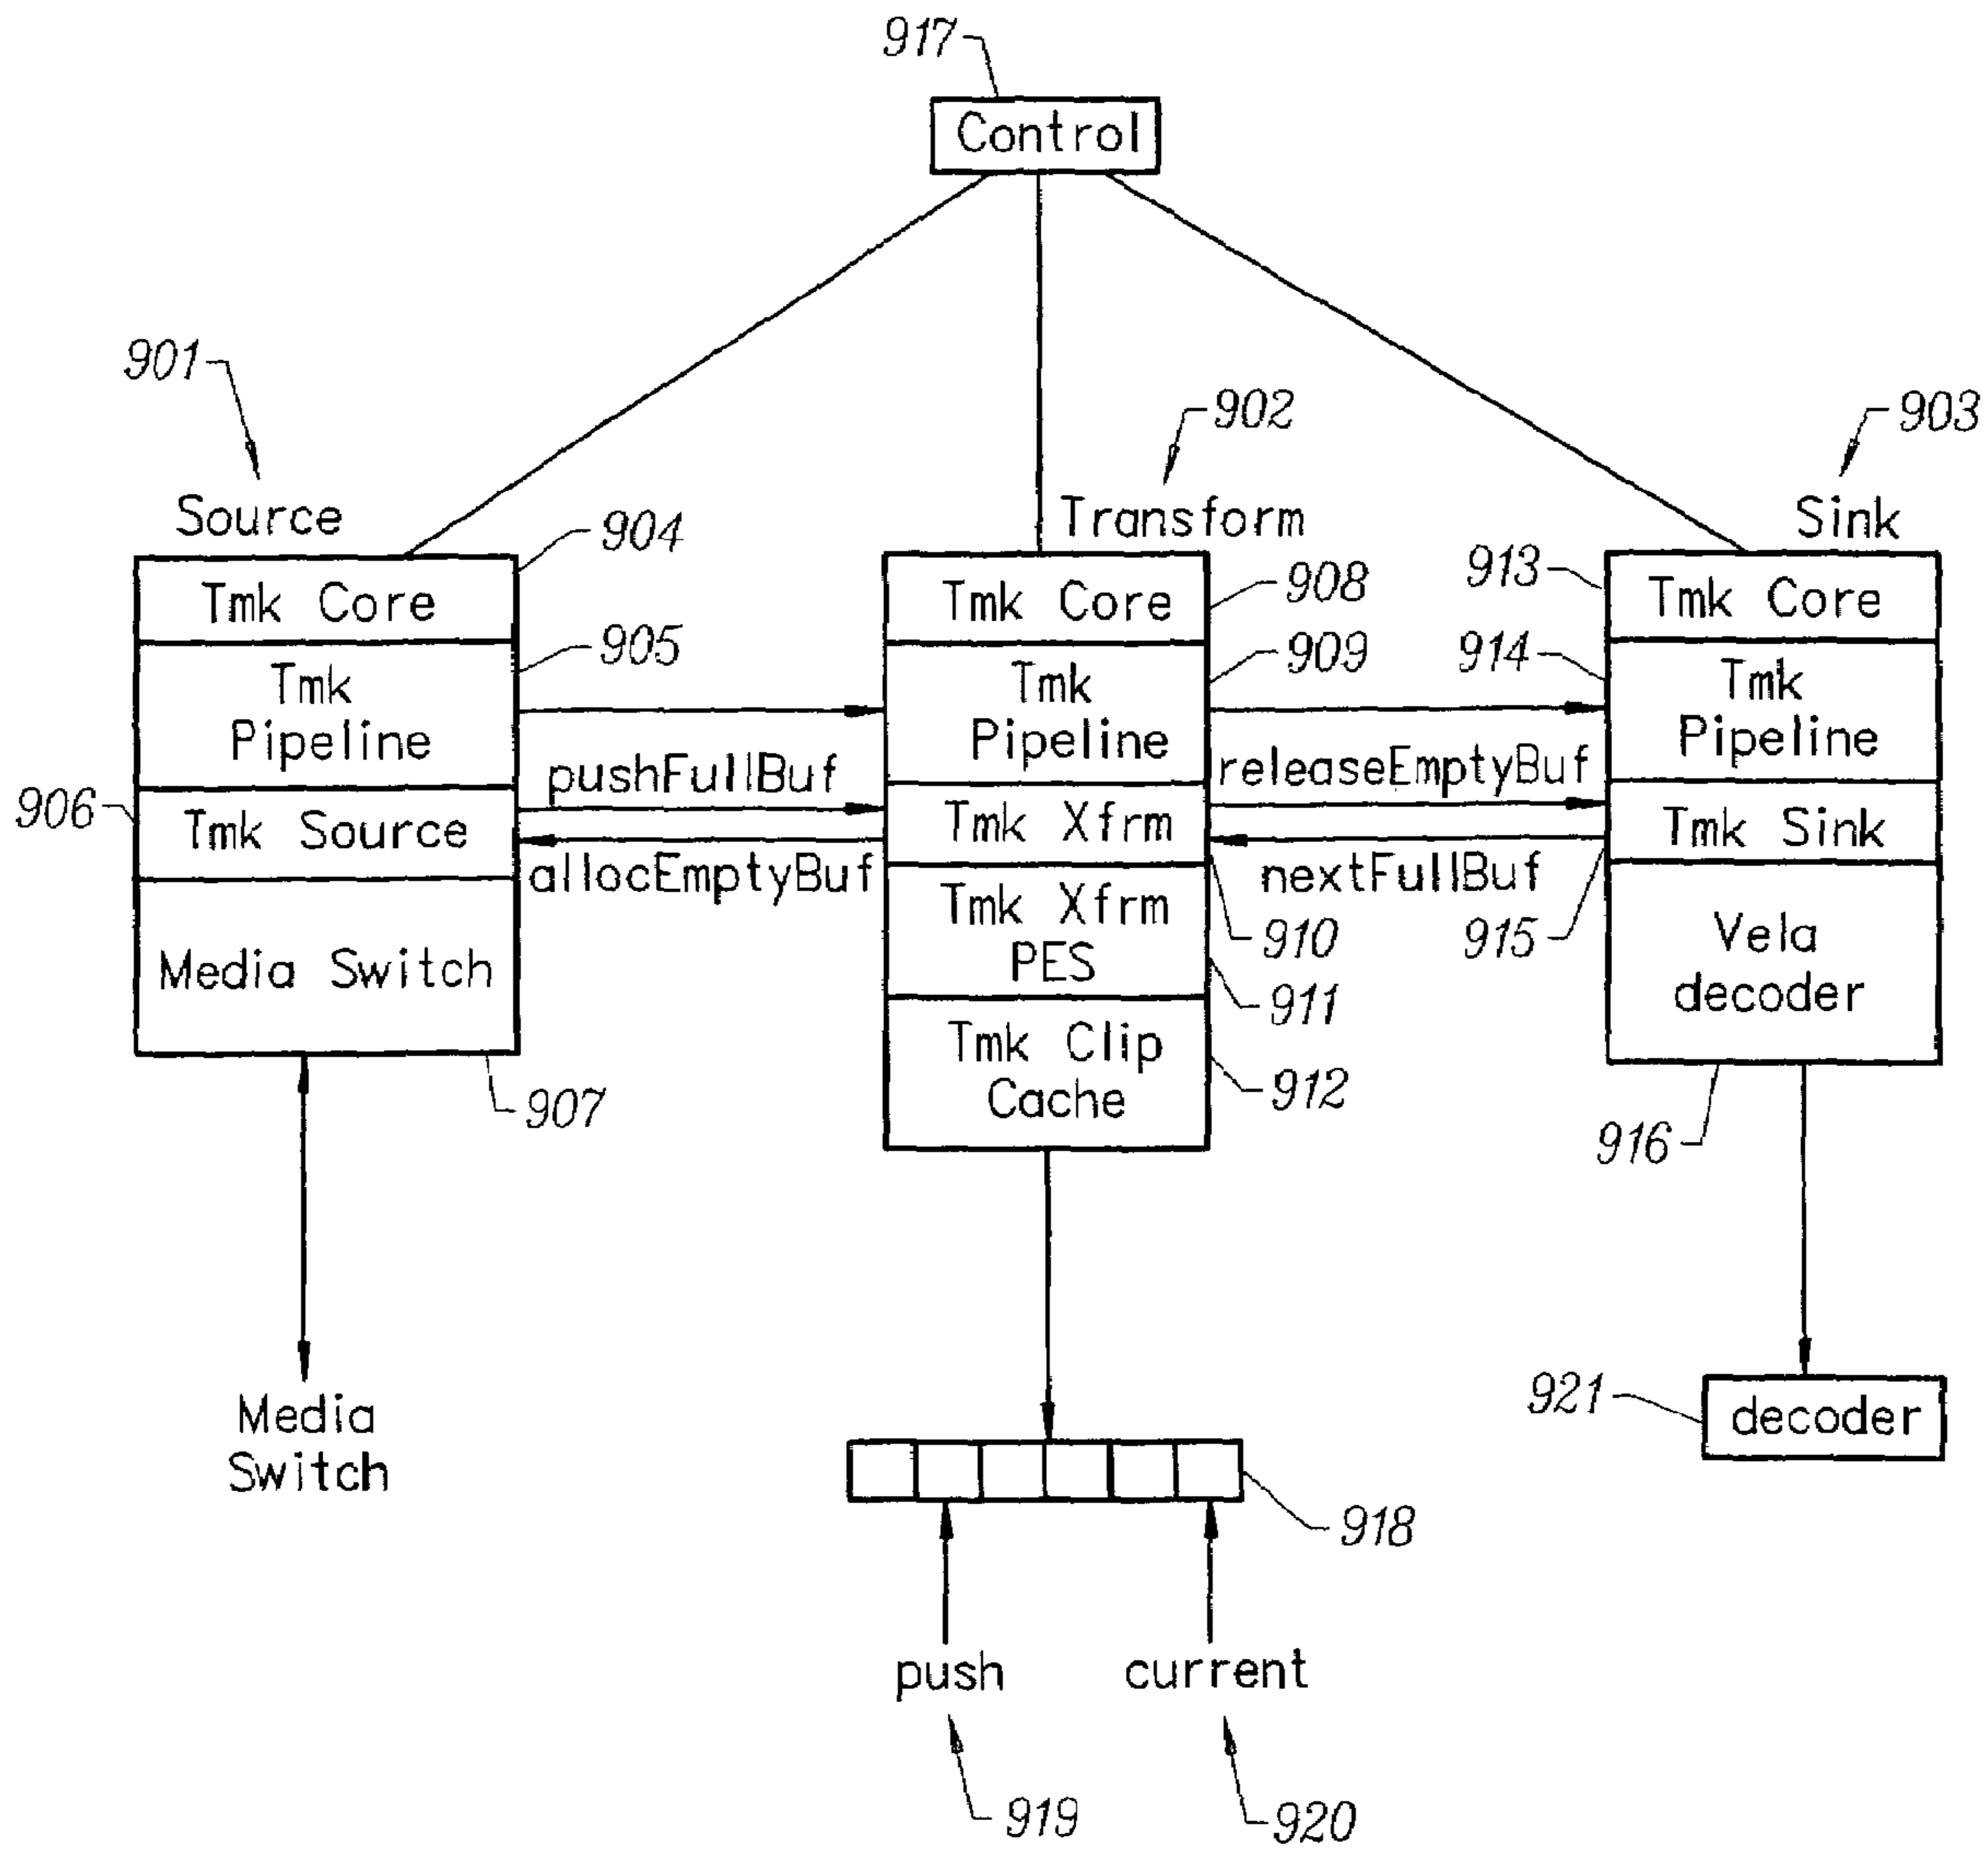 917
Control
901
902
903
Source
Transform
Sink
904
Tmk Core
908
Tmk Core
913
Tmk Core
905
Tmk
Pipeline
909
Tmk
Pipeline
914
Tmk
Pipeline
pushFullBuf
releaseEmptyBuf
906
Tmk Source
Tmk Xfrm
Tmk Sink
allocEmptyBuf
nextFullBuf
Media Switch
Tmk Xfrm
PES
910
915
Vela
decoder
911
907
Tmk Clip
Cache
912
916
Media
Switch
921
decoder
918
push
current
919
920